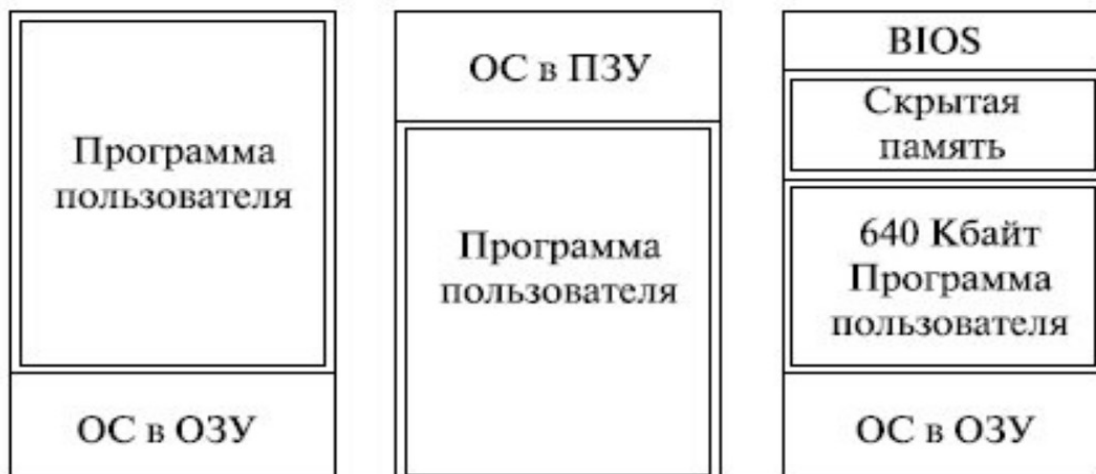 Программа
пользователя
ОС в ОЗУ
ОС в ПЗУ
Программа
пользователя
BIOS
Скрытая
память
640 Кбайт
Программа
пользователя
ОС в ОЗУ